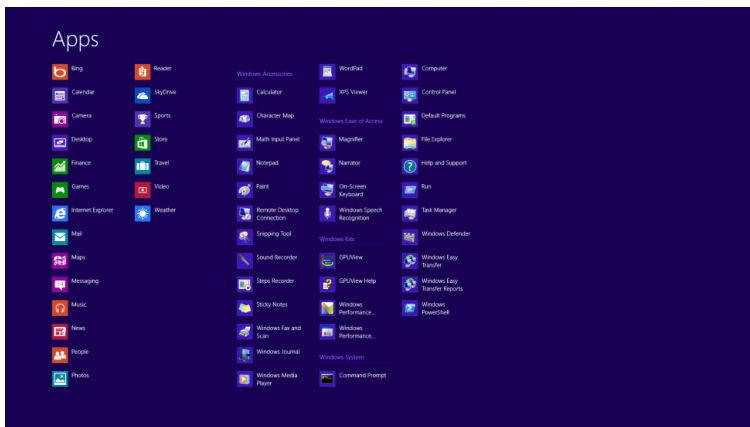 Apps
Bing
Calendar
Camera
Desktop
Finance
Games
Internet Explorer
Mail
Maps
Messaging
Music
News
People
Photos
Reader
SkyDrive
Sports
Store
Travel
Video
Weather
Windows Accessories
Calculator
Character Map
Math Input Panel
Notepad
Paint
Remote Desktop
Connection
Snipping Tool
Sound Recorder
Steps Recorder
Sticky Notes
Windows Fax and
Scan
Windows Journal
Windows Media
Player
WordPad
XPS Viewer
Windows Ease of Access
Magnifier
Narrator
On-Screen
Keyboard
Windows Speech
Recognition
Windows Kits
GPUView
GPUView Help
Windows
Performance...
Windows
Performance...
Windows System
Command Prompt
Computer
Control Panel
Default Programs
File Explorer
Help and Support
Run
Task Manager
Windows Defender
Windows Easy
Transfer
Windows Easy
Transfer Reports
Windows
PowerShell